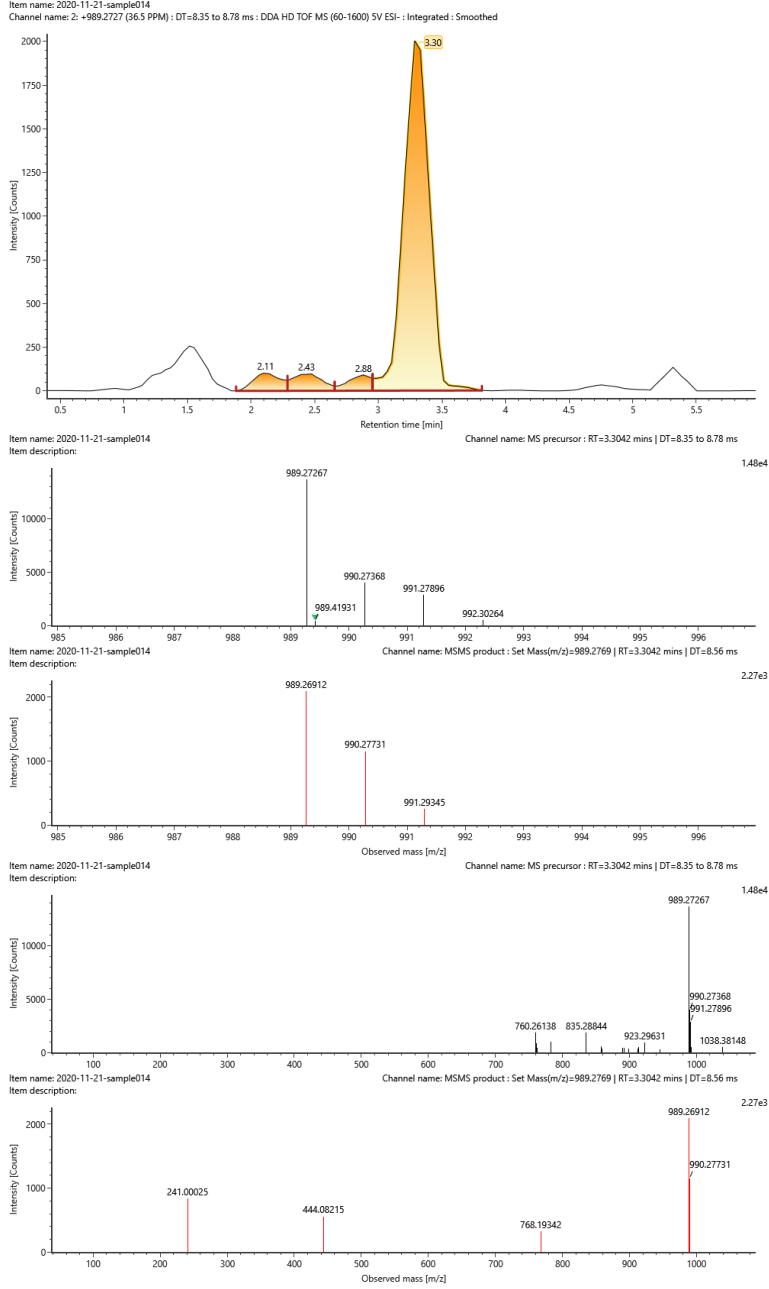 Item name: 2020-11-21-sample014
Channel name: 2: +989.2727 (36.5 PPM) : DT=8.35 to 8.78 ms : DDA HD TOF MS (60-1600) 5V ESI- : Integrated : Smoothed
3.30
2000
1750
1500
1250
1000
750
500
250
0
Intensity [Counts]
2.11 2.43 2.88
0.5 1 1.5 2 2.5 3 3.5 4 4.5 5 5.5
Retention time [min]
Item name: 2020-11-21-sample014 Channel name: MS precursor : RT=3.3042 mins | DT=8.35 to 8.78 ms
Item description:
1.48e4
989.27267
10000
5000
0
Intensity [Counts]
990.27368
991.27896
989.41931
992.30264
985 986 987 988 989 990 991 992 993 994 995 996
Item name: 2020-11-21-sample014 Channel name: MSMS product : Set Mass(m/z)=989.2769 | RT=3.3042 mins | DT=8.56 ms
Item description:
2.27e3
989.26912
2000
1000
0
Intensity [Counts]
990.27731
991.29345
985 986 987 988 989 990 991 992 993 994 995 996
Observed mass [m/z]
Item name: 2020-11-21-sample014 Channel name: MS precursor : RT=3.3042 mins | DT=8.35 to 8.78 ms
Item description:
1.48e4
989.27267
10000
5000
0
Intensity [Counts]
990.27368
991.27896
760.26138 835.28844
923.29631
1038.38148
100 200 300 400 500 600 700 800 900 1000
Item name: 2020-11-21-sample014 Channel name: MSMS product : Set Mass(m/z)=989.2769 | RT=3.3042 mins | DT=8.56 ms
Item description:
2.27e3
989.26912
2000
1000
0
Intensity [Counts]
990.27731
241.00025
444.08215
768.19342
100 200 300 400 500 600 700 800 900 1000
Observed mass [m/z]